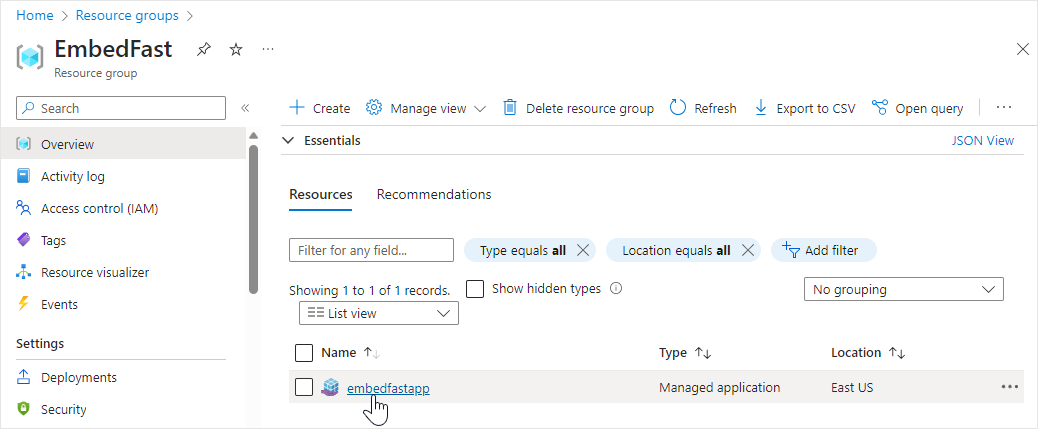 Home > Resource groups >
EmbedFast
Resource group
Search
Create Manage view Delete resource group Refresh Export to CSV Open query
Overview
Activity log
Access control (IAM)
Tags
Resource visualizer
Events
Settings
Deployments
Security
Essentials JSON View
Resources Recommendations
Filter for any field... Type equals all Location equals all Add filter
Showing 1 to 1 of 1 records. Show hidden types No grouping
List view
Name Type Location
embedfastapp Managed application East US